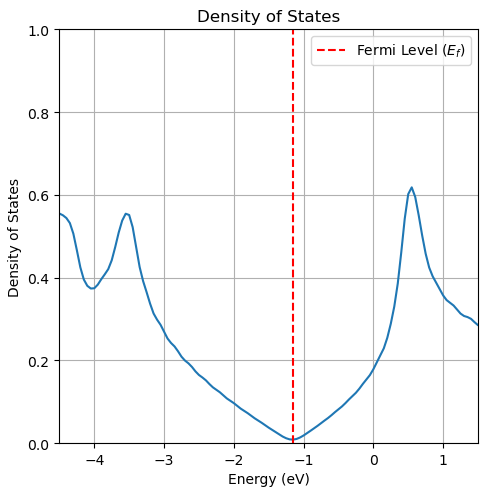 Density of States
Fermi Level (E_f)
Density of States
1.0
0.8
0.6
0.4
0.2
0.0
−4 −3 −2 −1 0 1
Energy (eV)